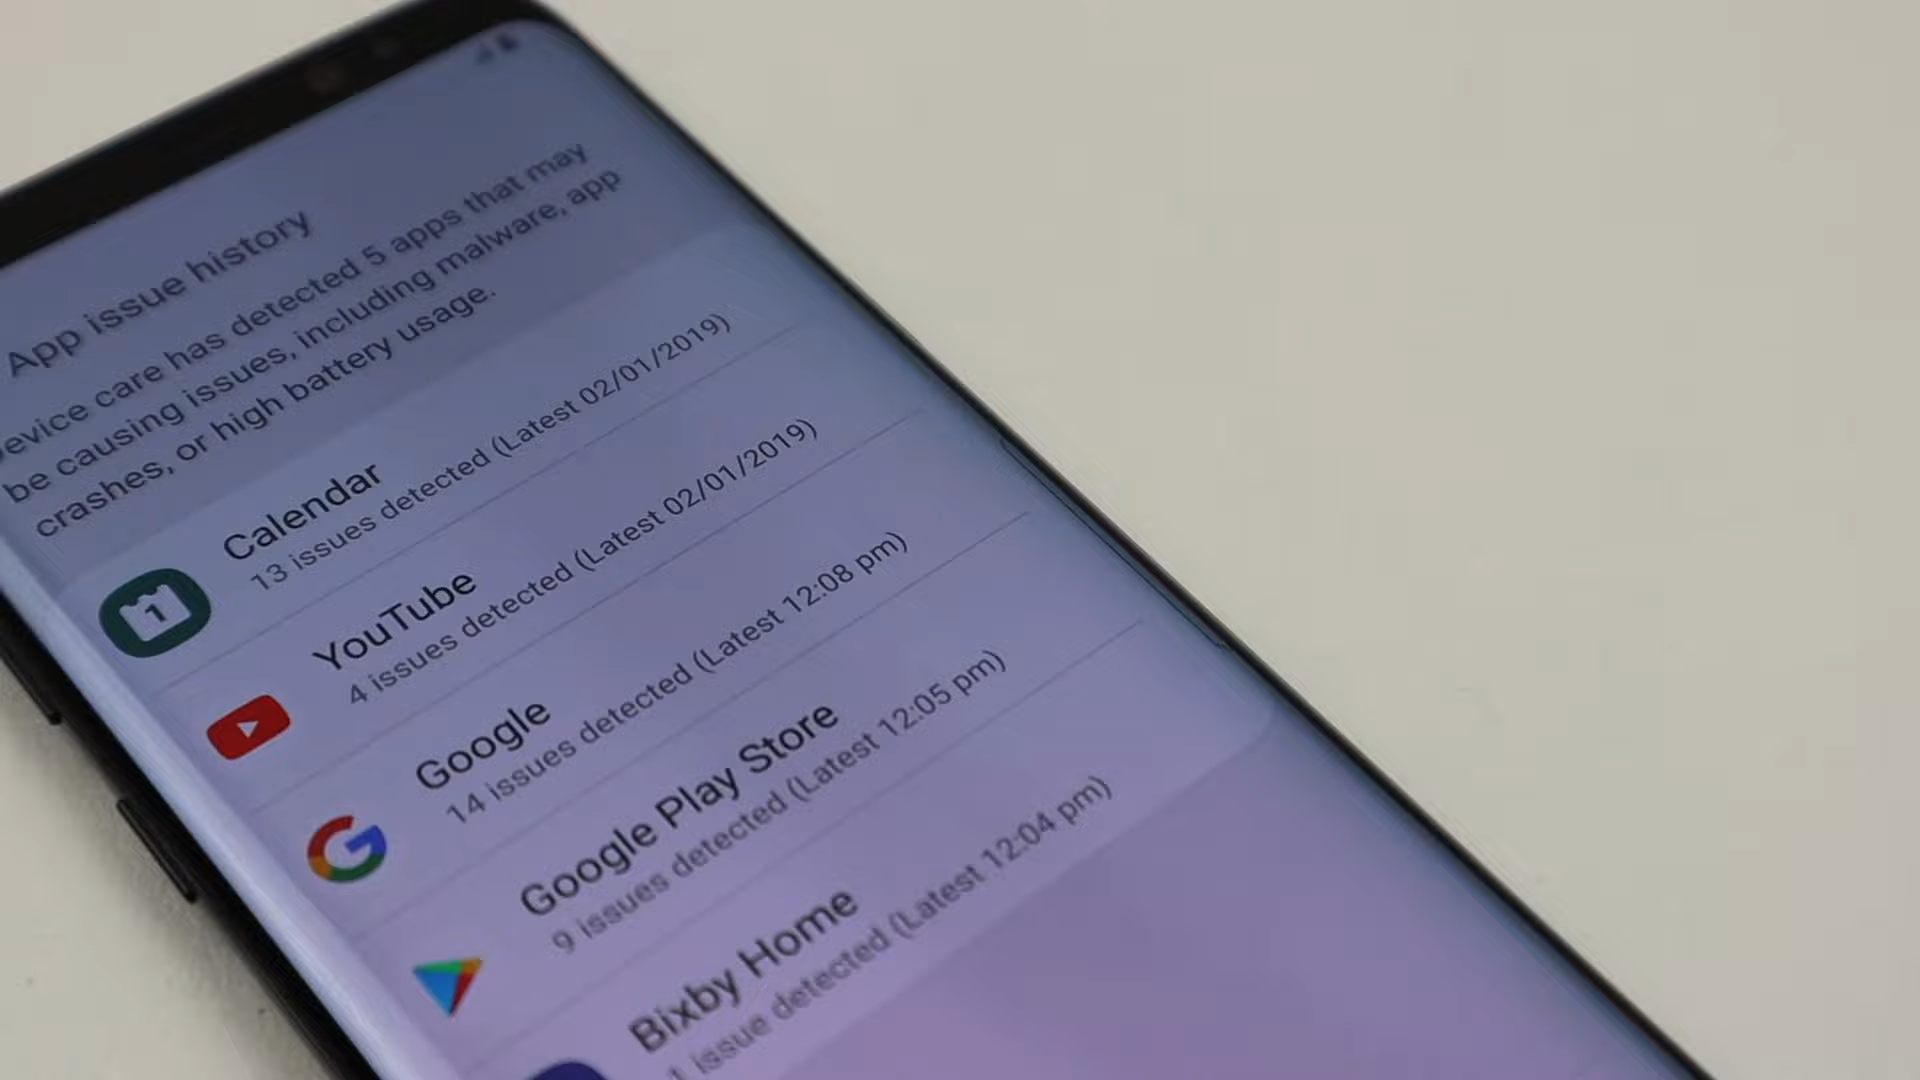 App issue history
Device care has detected 5 apps that may
be causing issues, including malware, app
crashes, or high battery usage.
Calendar
13 issues detected (Latest 02/01/2019)
1
YouTube
4 issues detected (Latest 02/01/2019)
Google
14 issues detected (Latest 12:08 pm)
G
Google Play Store
9 issues detected (Latest 12:05 pm)
Bixby Home
1 issue detected (Latest 12:04 pm)